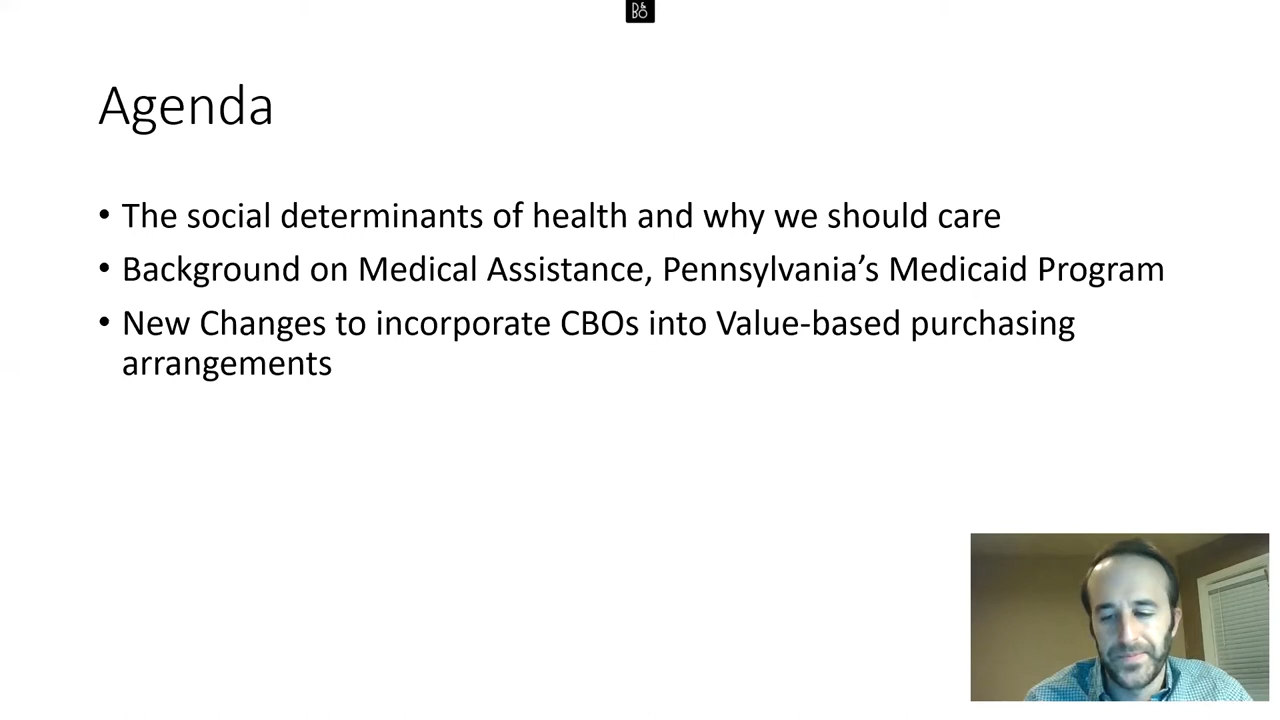 D&
BO
Agenda
• The social determinants of health and why we should care
• Background on Medical Assistance, Pennsylvania’s Medicaid Program
• New Changes to incorporate CBOs into Value-based purchasing
arrangements